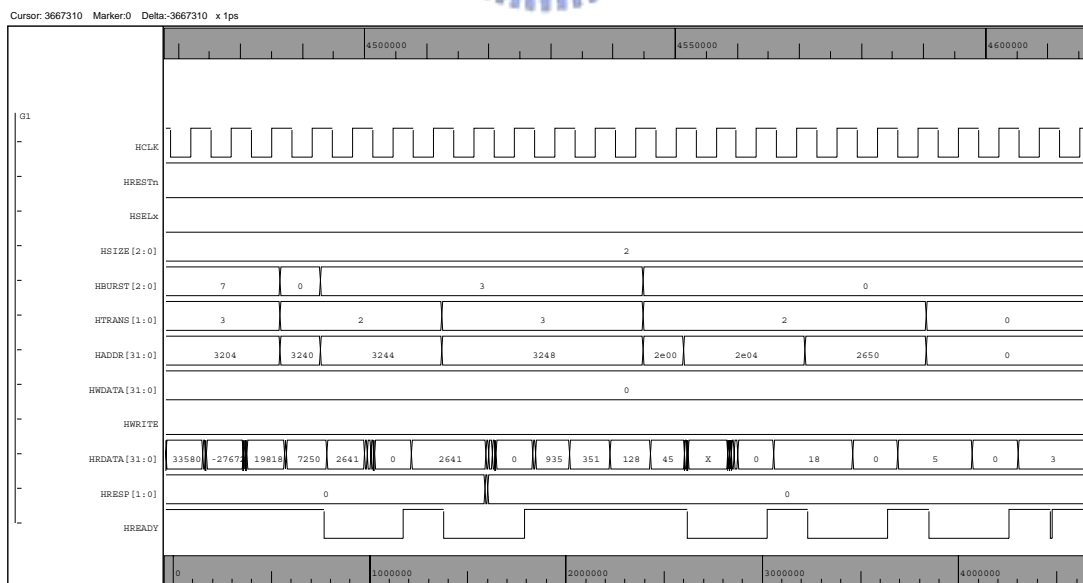 Cursor: 3667310 Marker:0 Delta:-3667310 x 1ps
4500000 4550000 4600000
G1
HCLK
HRESTn
HSELx
HSIZE[2:0] 2
HBURST[2:0] 7 0 3 0
HTRANS[1:0] 3 2 3 2 0
HADDR[31:0] 3204 3240 3244 3248 2e00 2e04 2650 0
HWDATA[31:0] 0
HWRITE
HRDATA[31:0] 33580 -27672 19818 7250 2641 0 2641 0 935 351 128 45 X 0 18 0 5 0 3
HRESP[1:0] 0 0
HREADY
0 1000000 2000000 3000000 4000000